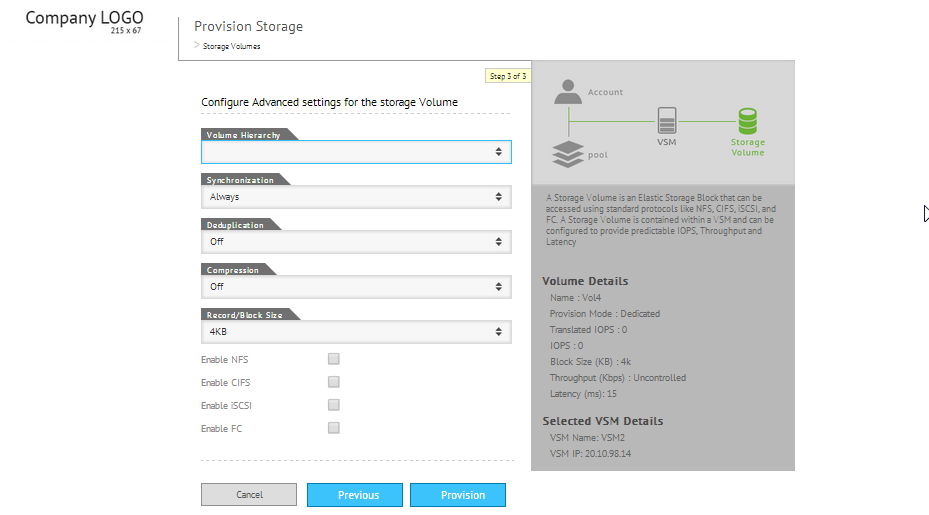 Company LOGO
215 x 67
Provision Storage
> Storage Volumes
Step 3 of 3
Configure Advanced settings for the storage Volume
Volume Hierarchy
Synchronization
Always
Deduplication
Off
Compression
Off
Record/Block Size
4KB
Enable NFS
Enable CIFS
Enable iSCSI
Enable FC
Cancel
Previous
Provision
Account
VSM
Storage
Volume
pool
A Storage Volume is an Elastic Storage Block that can be
accessed using standard protocols like NFS, CIFS, iSCSI, and
FC. A Storage Volume is contained within a VSM and can be
configured to provide predictable IOPS, Throughput and
Latency
Volume Details
Name : Vol4
Provision Mode : Dedicated
Translated IOPS : 0
IOPS : 0
Block Size (KB) : 4k
Throughput (Kbps) : Uncontrolled
Latency (ms): 15
Selected VSM Details
VSM Name: VSM2
VSM IP: 20.10.98.14